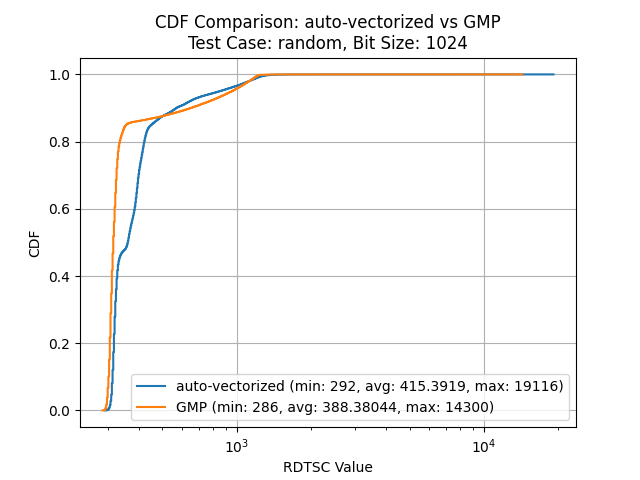 CDF Comparison: auto-vectorized vs GMP
Test Case: random, Bit Size: 1024
1.0
0.8
0.6
0.4
0.2
0.0
CDF
auto-vectorized (min: 292, avg: 415.3919, max: 19116)
GMP (min: 286, avg: 388.38044, max: 14300)
10³
10⁴
RDTSC Value